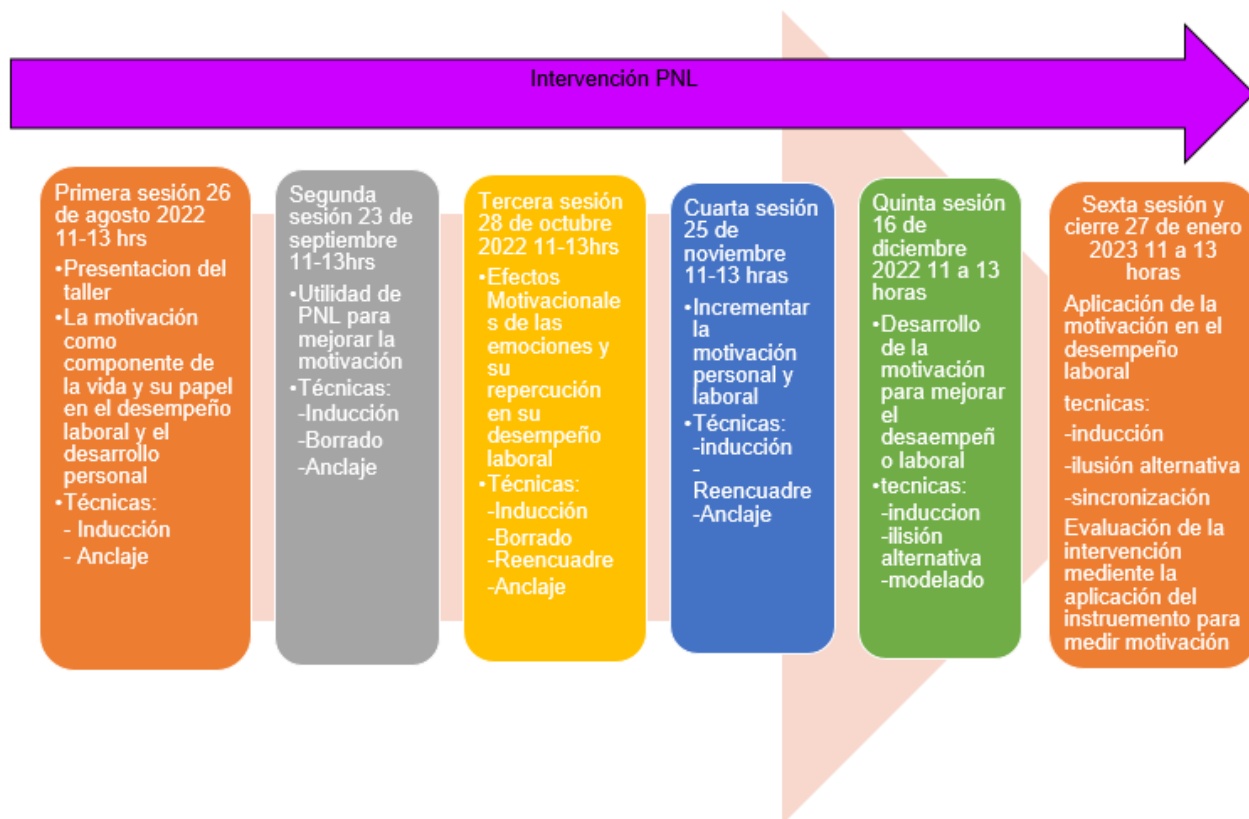 Intervención PNL
Primera sesión 26
de agosto 2022
11-13 hrs
•Presentacion del
taller
•La motivación
como
componente de
la vida y su papel
en el desempeño
laboral y el
desarrollo
personal
•Técnicas:
- Inducción
- Anclaje
Segunda
sesión 23 de
septiembre
11-13hrs
•Utilidad de
PNL para
mejorar la
motivación
•Técnicas:
-Inducción
-Borrado
-Anclaje
Tercera sesión
28 de octubre
2022 11-13hrs
•Efectos
Motivacionale
s de las
emociones y
su
repercución
en su
desempeño
laboral
•Técnicas:
-Inducción
-Borrado
-Reencuadre
-Anclaje
Cuarta sesión
25 de
noviembre
11-13 hras
•Incrementar
la
motivación
personal y
laboral
•Técnicas:
-inducción
-
Reencuadre
-Anclaje
Quinta sesión
16 de
diciembre
2022 11 a 13
horas
•Desarrollo
de la
motivación
para mejorar
el
desaempeñ
o laboral
•tecnicas:
-induccion
-ilisión
alternativa
-modelado
Sexta sesión y
cierre 27 de enero
2023 11 a 13
horas
Aplicación de la
motivación en el
desempeño
laboral
tecnicas:
-inducción
-ilusión alternativa
-sincronización
Evaluación de la
intervención
mediente la
aplicación del
instruemento para
medir motivación